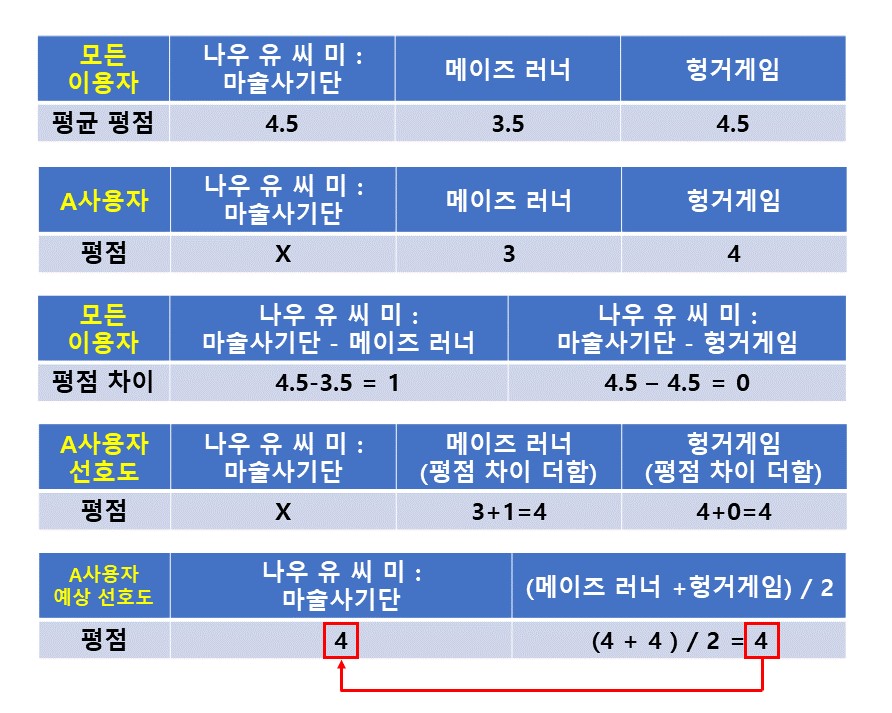 모든
이용자
나우 유 씨 미 :
마술사기단
메이즈 러너
헝거게임
평균 평점
4.5
3.5
4.5
A사용자
나우 유 씨 미 :
마술사기단
메이즈 러너
헝거게임
평점
X
3
4
모든
이용자
나우 유 씨 미 :
마술사기단 - 메이즈 러너
나우 유 씨 미 :
마술사기단 - 헝거게임
평점 차이
4.5-3.5 = 1
4.5 – 4.5 = 0
A사용자
선호도
나우 유 씨 미 :
마술사기단
메이즈 러너
(평점 차이 더함)
헝거게임
(평점 차이 더함)
평점
X
3+1=4
4+0=4
A사용자
예상 선호도
나우 유 씨 미 :
마술사기단
(메이즈 러너 +헝거게임) / 2
평점
4
(4 + 4 ) / 2 = 4